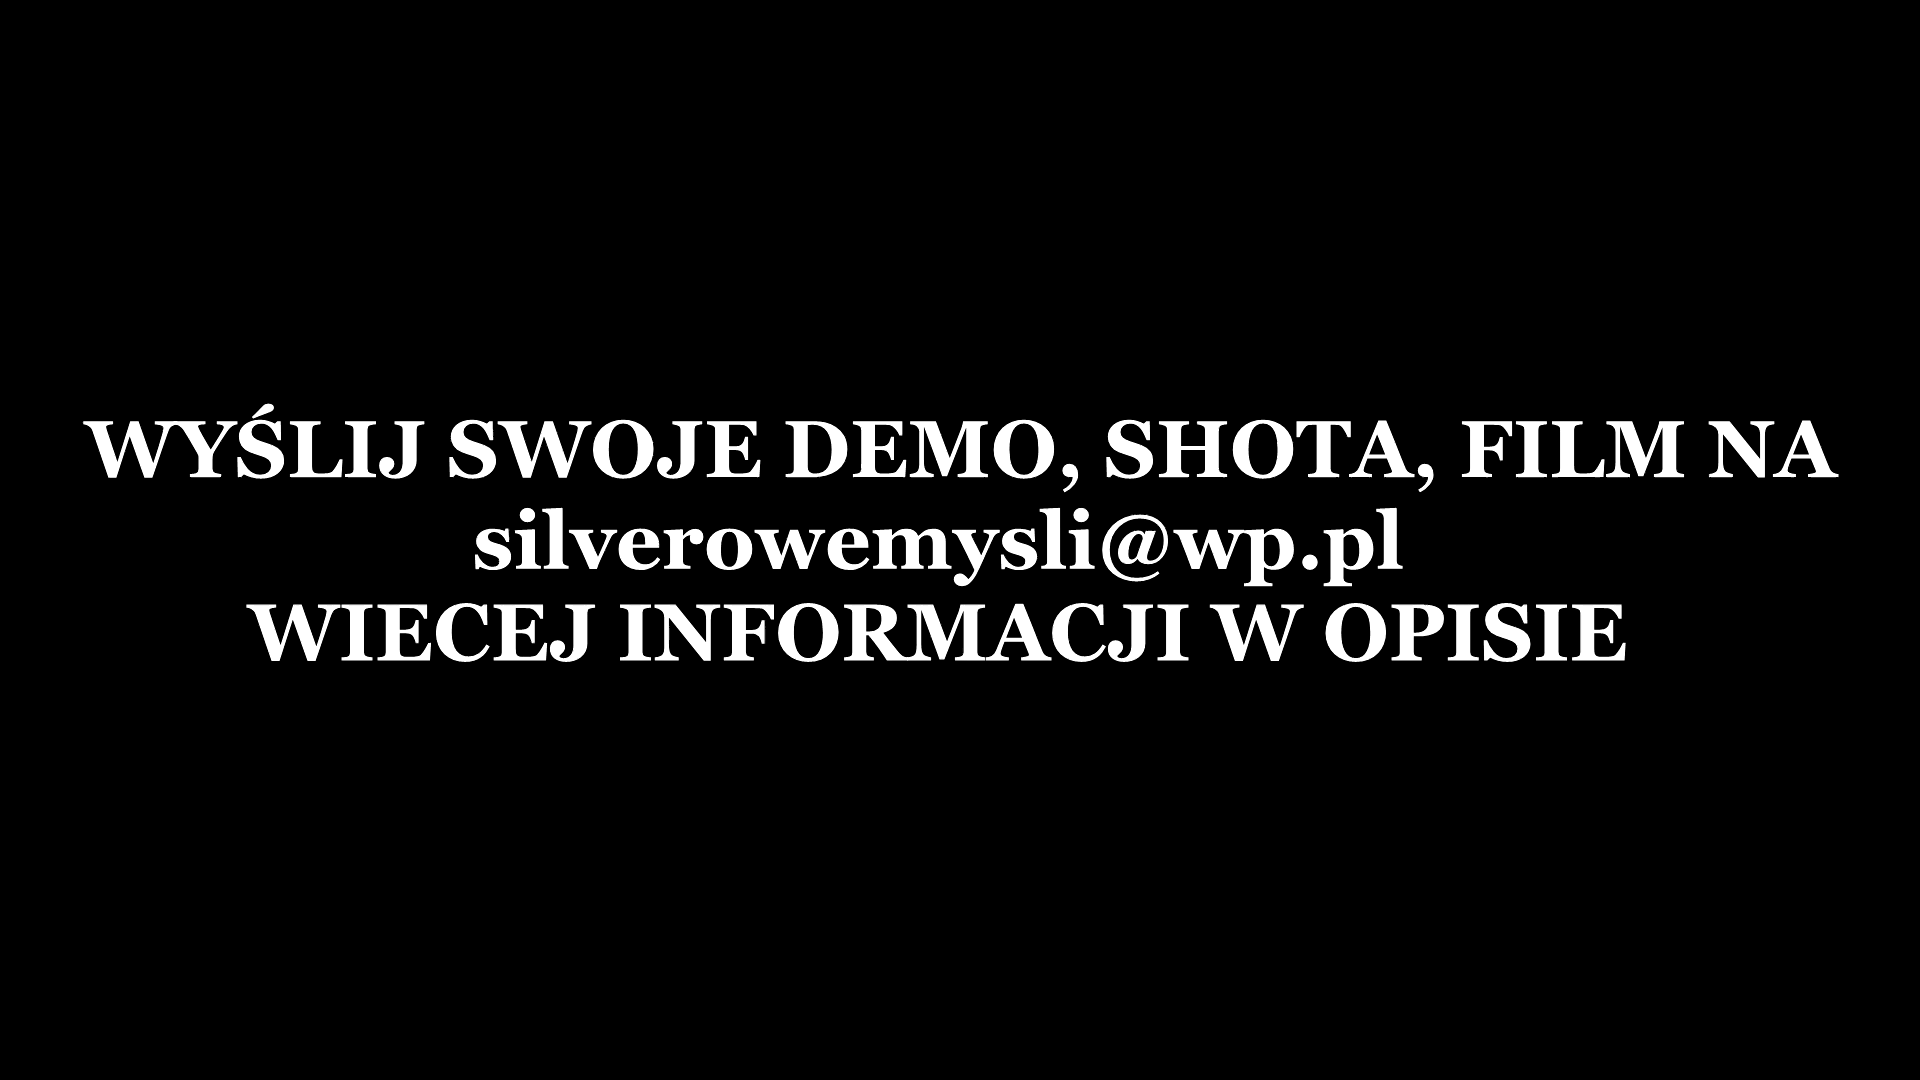 WYŚLIJ SWOJE DEMO, SHOTA, FILM NA
silverowemysli@wp.pl
WIECEJ INFORMACJI W OPISIE